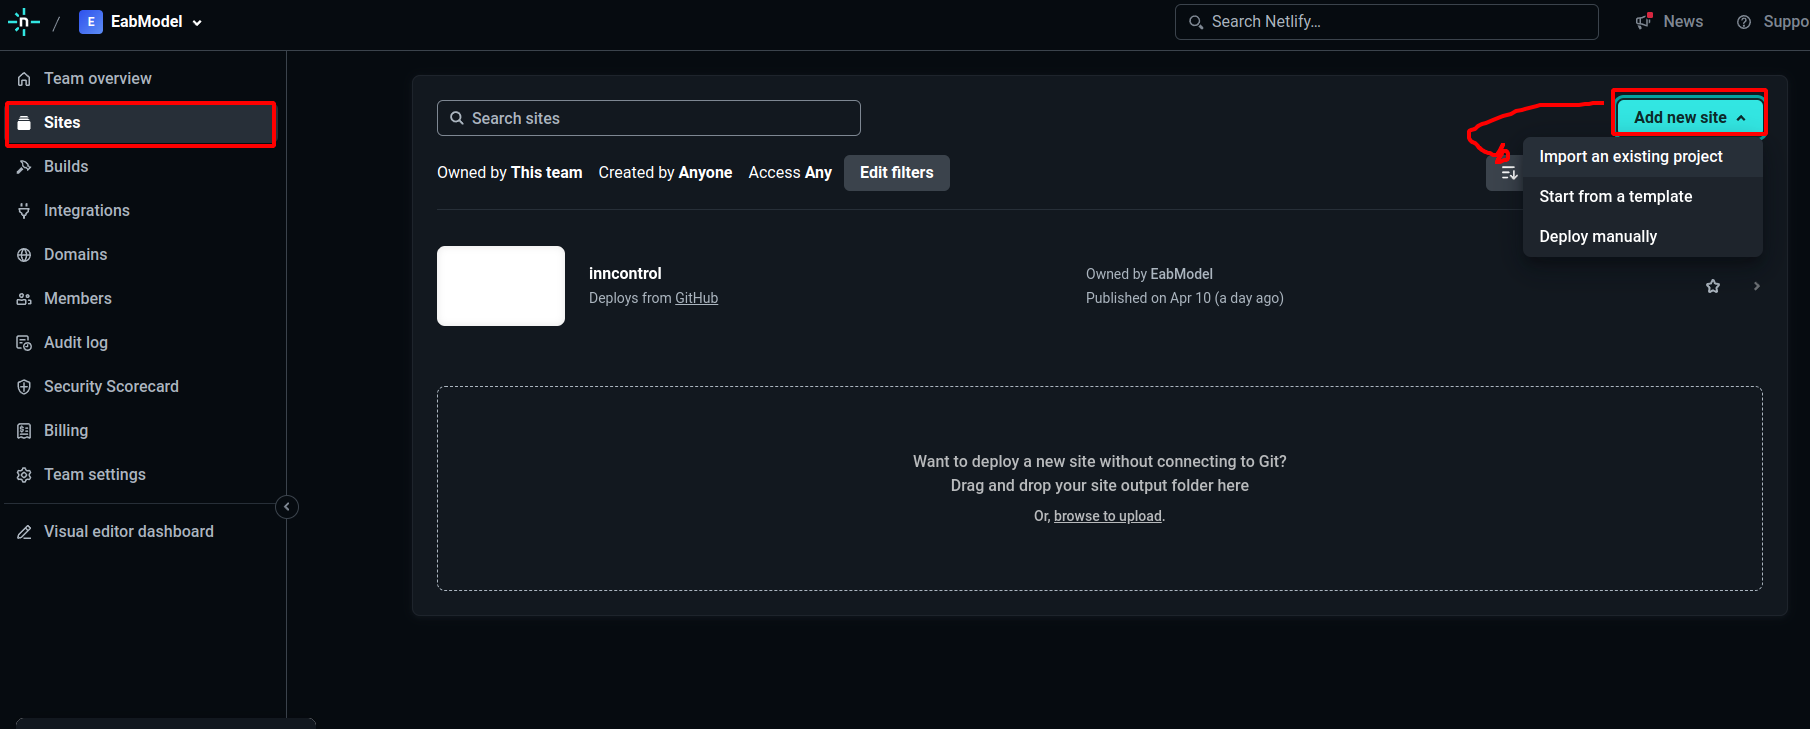 n / E EabModel
Search Netlify...
News
Suppo
Team overview
Sites
Builds
Integrations
Domains
Members
Audit log
Security Scorecard
Billing
Team settings
Visual editor dashboard
Search sites
Add new site
Import an existing project
Start from a template
Deploy manually
Owned by This team Created by Anyone Access Any Edit filters
inncontrol
Deploys from GitHub
Owned by EabModel
Published on Apr 10 (a day ago)
Want to deploy a new site without connecting to Git?
Drag and drop your site output folder here
Or, browse to upload.